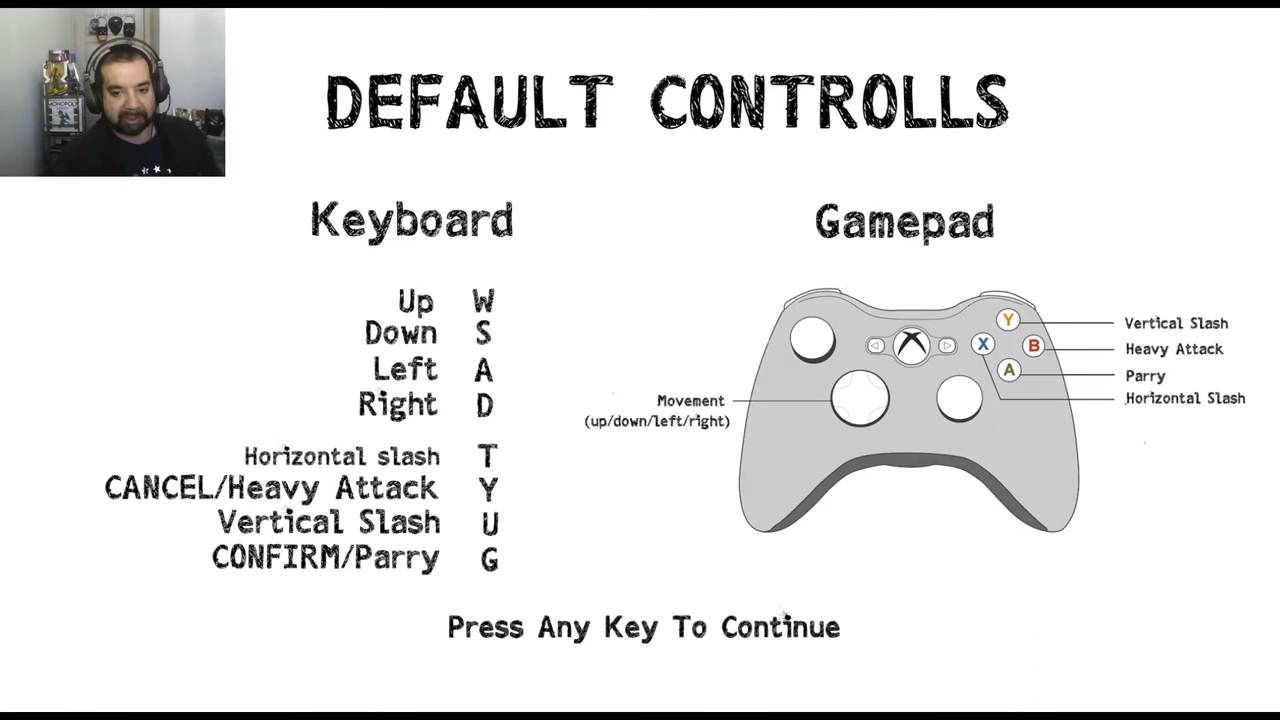 MONOPOLY
DEFAULT CONTROLLS
Keyboard
Up W
Down S
Left A
Right D
Horizontal slash T
CANCEL/Heavy Attack Y
Vertical Slash U
CONFIRM/Parry G
Gamepad
Y
X
B
A
Vertical Slash
Heavy Attack
Parry
Horizontal Slash
Movement
(up/down/left/right)
Press Any Key To Continue